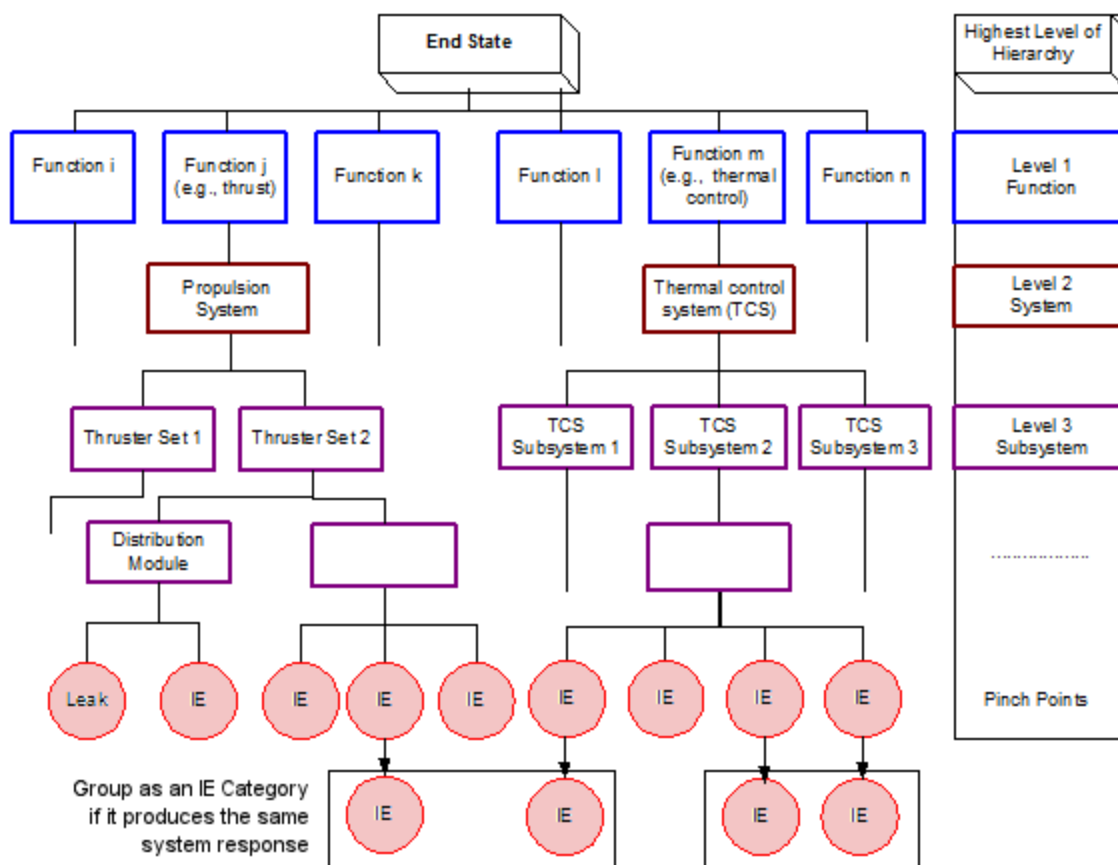 End State
Highest Level of
Hierarchy
Function i
Function j
(e.g., thrust)
Function k
Function l
Function m
(e.g., thermal
control)
Function n
Level 1
Function
Propulsion
System
Thermal control
system (TCS)
Level 2
System
Thruster Set 1
Thruster Set 2
TCS
Subsystem 1
TCS
Subsystem 2
TCS
Subsystem 3
Level 3
Subsystem
Distribution
Module
...................
Leak
IE
IE
IE
IE
IE
IE
IE
IE
Pinch Points
Group as an IE Category
if it produces the same
system response
IE
IE
IE
IE